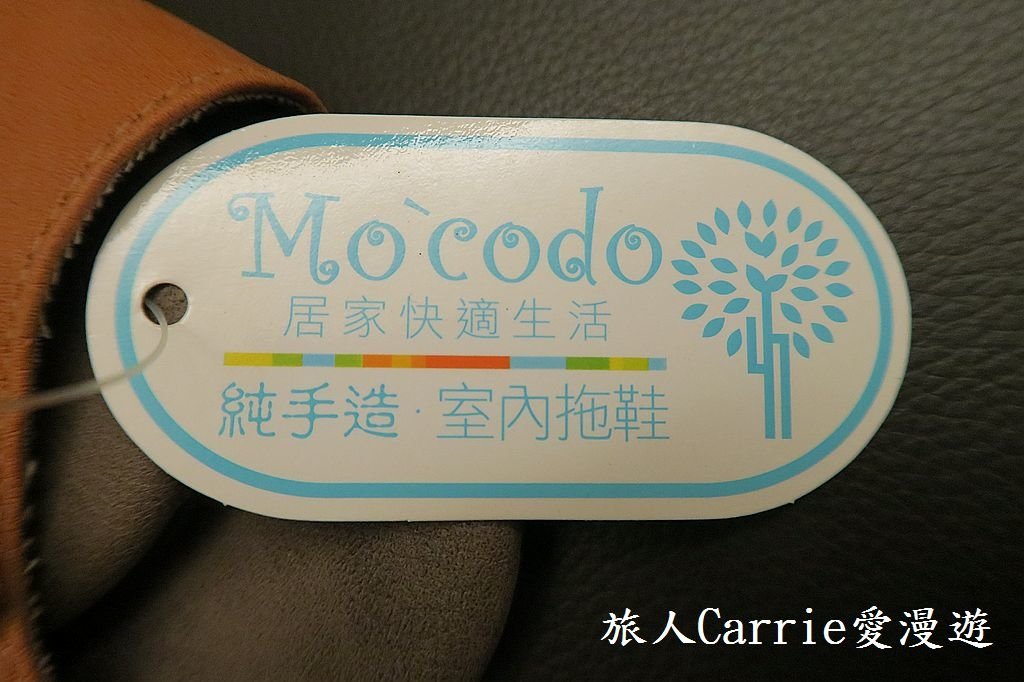 Mo`codo
居家快適生活
純手造·室內拖鞋
旅人Carrie愛漫遊